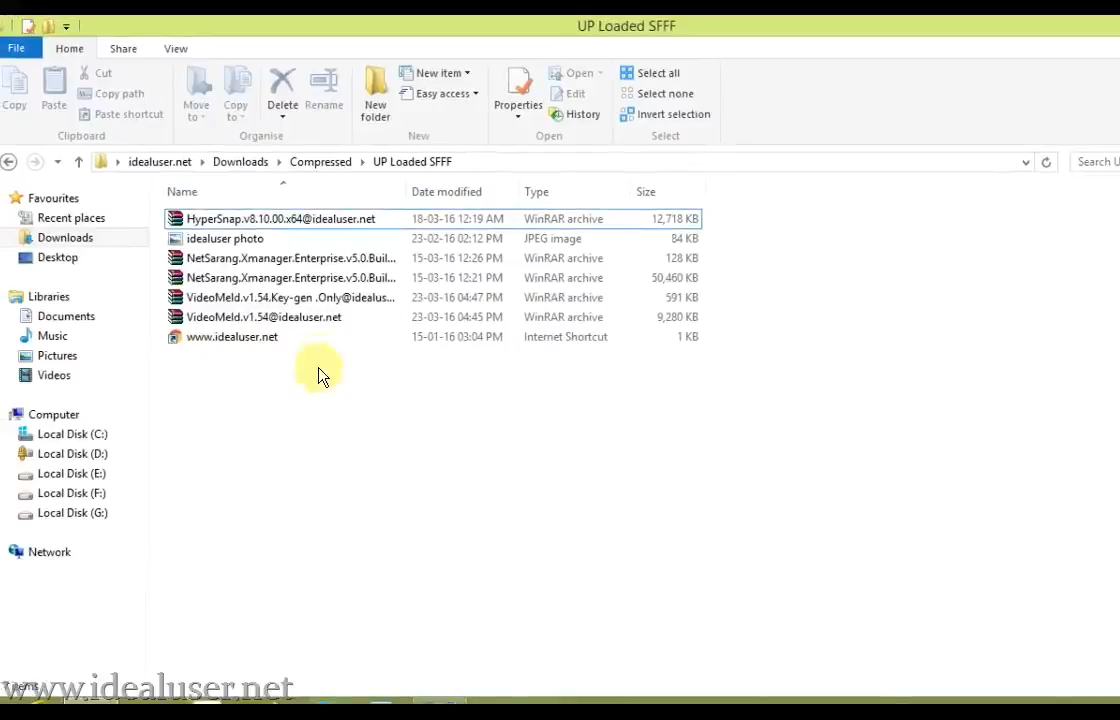 UP Loaded SFFF
File Home Share View
Copy Paste Cut Copy path Paste shortcut Move to Copy to Delete Rename New folder New item Easy access Properties Open Edit History Select all Select none Invert selection
Clipboard Organise New Open Select
idealuser.net Downloads Compressed UP Loaded SFFF Search U
Name Date modified Type Size
Favourites
Recent places
Downloads
Desktop
Libraries
Documents
Music
Pictures
Videos
Computer
Local Disk (C:)
Local Disk (D:)
Local Disk (E:)
Local Disk (F:)
Local Disk (G:)
Network
HyperSnap.v8.10.00.x64@idealuser.net 18-03-16 12:19 AM WinRAR archive 12,718 KB
idealuser photo 23-02-16 02:12 PM JPEG image 84 KB
NetSarang.Xmanager.Enterprise.v5.0.Buil... 15-03-16 12:26 PM WinRAR archive 128 KB
NetSarang.Xmanager.Enterprise.v5.0.Buil... 15-03-16 12:21 PM WinRAR archive 50,460 KB
VideoMeld.v1.54.Key-gen .Only@idealus... 23-03-16 04:47 PM WinRAR archive 591 KB
VideoMeld.v1.54@idealuser.net 23-03-16 04:45 PM WinRAR archive 9,280 KB
www.idealuser.net 15-01-16 03:04 PM Internet Shortcut 1 KB
7 items
www.idealuser.net